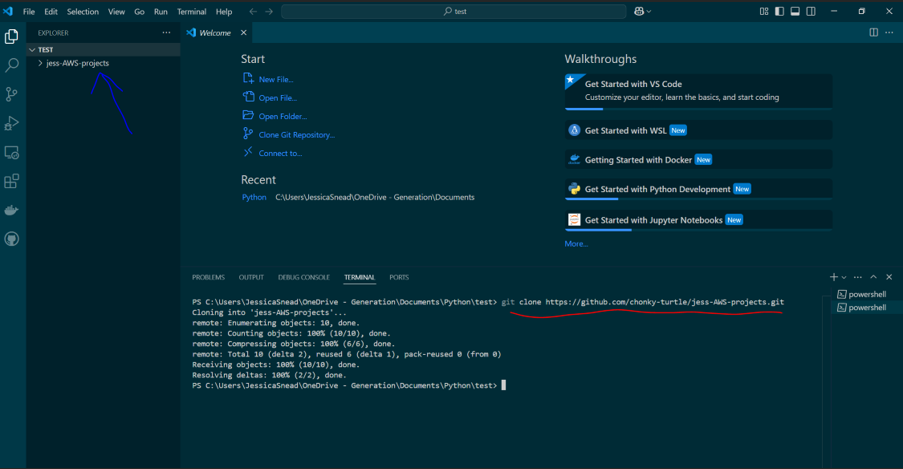 File Edit Selection View Go Run Terminal Help
test
EXPLORER
TEST
jess-AWS-projects
Welcome
Start
New File...
Open File...
Open Folder...
Clone Git Repository...
Connect to...
Recent
Python C:\Users\JessicaSnead\OneDrive - Generation\Documents
Walkthroughs
Get Started with VS Code
Customize your editor, learn the basics, and start coding
Get Started with WSL New
Getting Started with Docker New
Get Started with Python Development New
Get Started with Jupyter Notebooks New
More...
PROBLEMS OUTPUT DEBUG CONSOLE TERMINAL PORTS
PS C:\Users\JessicaSnead\OneDrive - Generation\Documents\Python\test> git clone https://github.com/chonky-turtle/jess-AWS-projects.git
Cloning into 'jess-AWS-projects'...
remote: Enumerating objects: 10, done.
remote: Counting objects: 100% (10/10), done.
remote: Compressing objects: 100% (6/6), done.
remote: Total 10 (delta 2), reused 6 (delta 1), pack-reused 0 (from 0)
Receiving objects: 100% (10/10), done.
Resolving deltas: 100% (2/2), done.
PS C:\Users\JessicaSnead\OneDrive - Generation\Documents\Python\test>
powershell
powershell